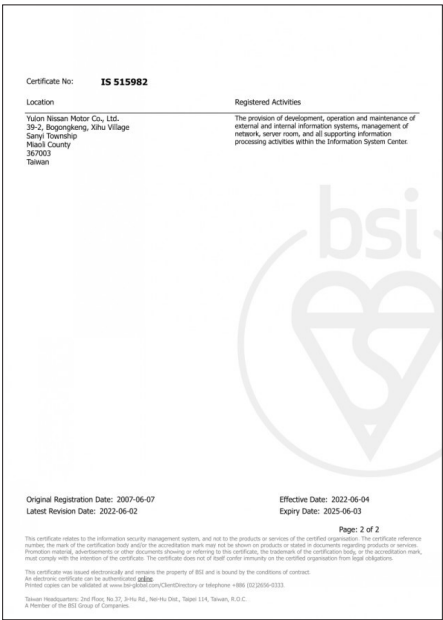 Certificate No: IS 515982
Location Registered Activities
Yulon Nissan Motor Co., Ltd.
39-2, Bogongkeng, Xihu Village
Sanyi Township
Miaoli County
367003
Taiwan
The provision of development, operation and maintenance of
external and internal information systems, management of
network, server room, and all supporting information
processing activities within the Information System Center.
bsi
Original Registration Date: 2007-06-07 Effective Date: 2022-06-04
Latest Revision Date: 2022-06-02 Expiry Date: 2025-06-03
Page: 2 of 2
This certificate relates to the information security management system, and not to the products or services of the certified organisation. The certificate reference
number, the mark of the certification body and/or the accreditation mark may not be shown on products or stated in documents regarding products or services.
Promotion material, advertisements or other documents showing or referring to this certificate, the trademark of the certification body, or the accreditation mark,
must comply with the intention of the certificate. The certificate does not of itself confer immunity on the certified organisation from legal obligations.
This certificate was issued electronically and remains the property of BSI and is bound by the conditions of contract.
An electronic certificate can be authenticated online.
Printed copies can be validated at www.bsi-global.com/ClientDirectory or telephone +886 (02)2656-0333.
Taiwan Headquarters: 2nd Floor, No.37, Ji-Hu Rd., Nei-Hu Dist., Taipei 114, Taiwan, R.O.C.
A Member of the BSI Group of Companies.